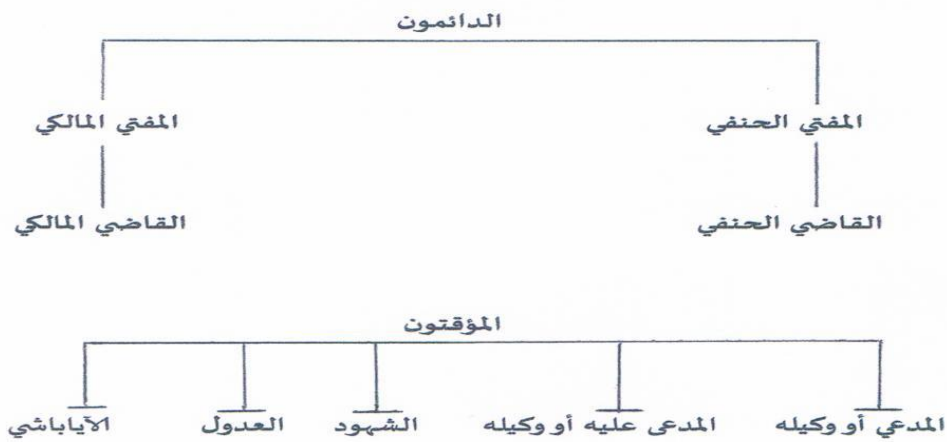 الدائمون
المفتي الحنفي المفتي المالكي
القاضي الحنفي القاضي المالكي
المؤقتون
المدعي أو وكيله المدعى عليه أو وكيله الشهود العدول الآياباشي